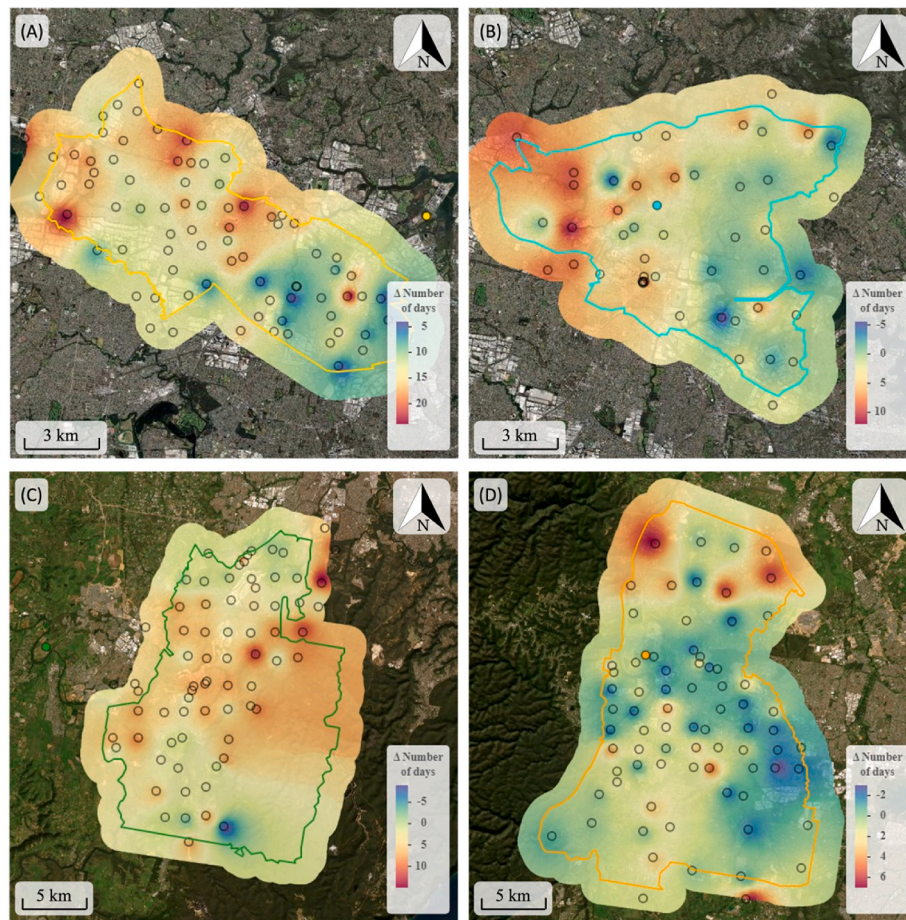 (A)
N
Δ Number
of days
5
10
15
20
3 km
(B)
N
Δ Number
of days
-5
0
5
10
3 km
(C)
N
Δ Number
of days
-5
0
5
10
5 km
(D)
N
Δ Number
of days
-2
0
2
4
6
5 km